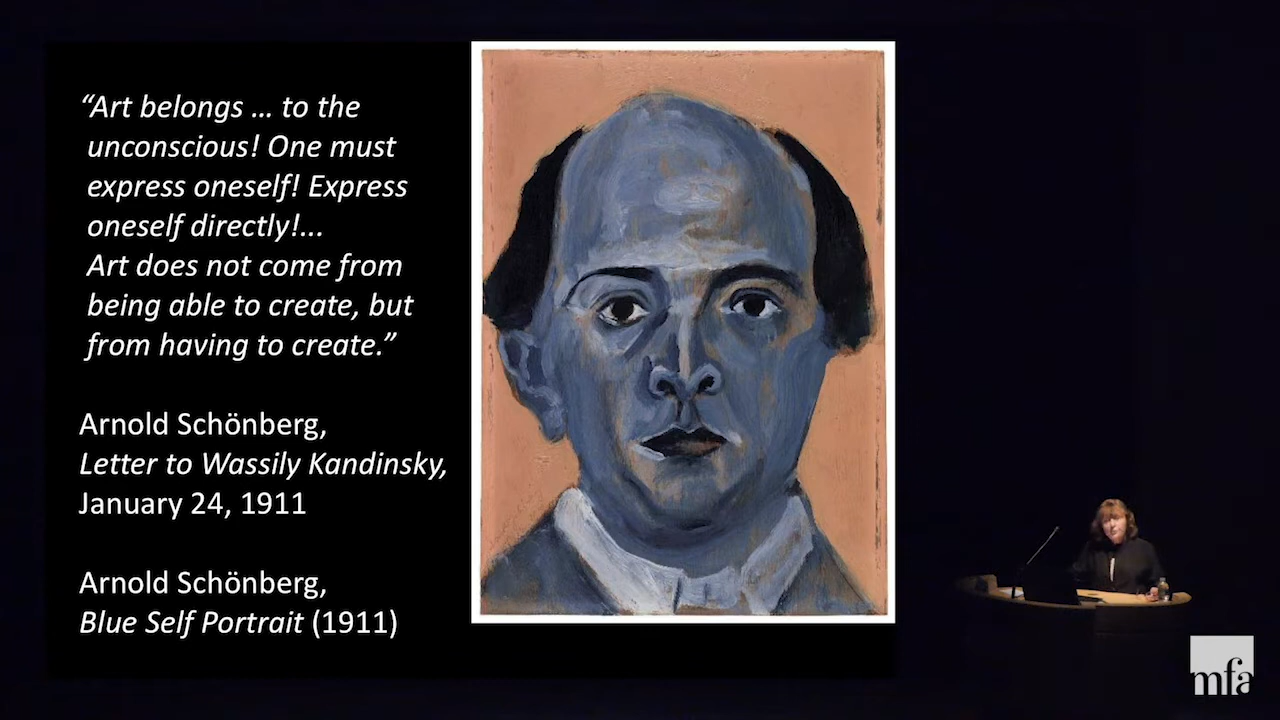 “Art belongs ... to the
unconscious! One must
express oneself! Express
oneself directly!...
Art does not come from
being able to create, but
from having to create.”
Arnold Schönberg,
Letter to Wassily Kandinsky,
January 24, 1911
Arnold Schönberg,
Blue Self Portrait (1911)
mfa